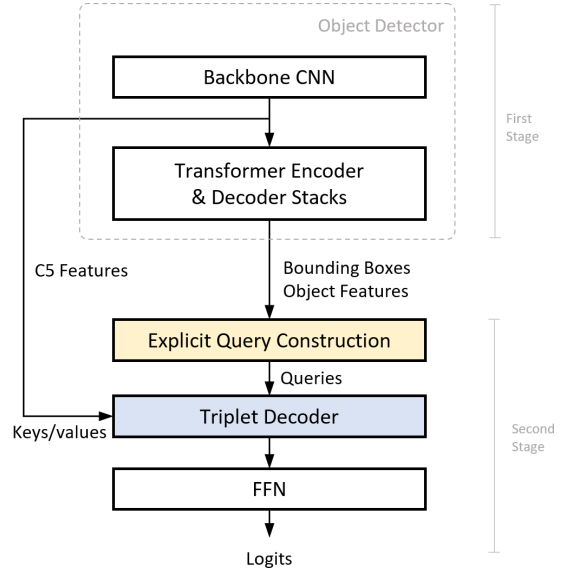 Object Detector
Backbone CNN
First
Stage
Transformer Encoder
& Decoder Stacks
C5 Features
Bounding Boxes
Object Features
Explicit Query Construction
Queries
Triplet Decoder
Keys/values
Second
Stage
FFN
Logits